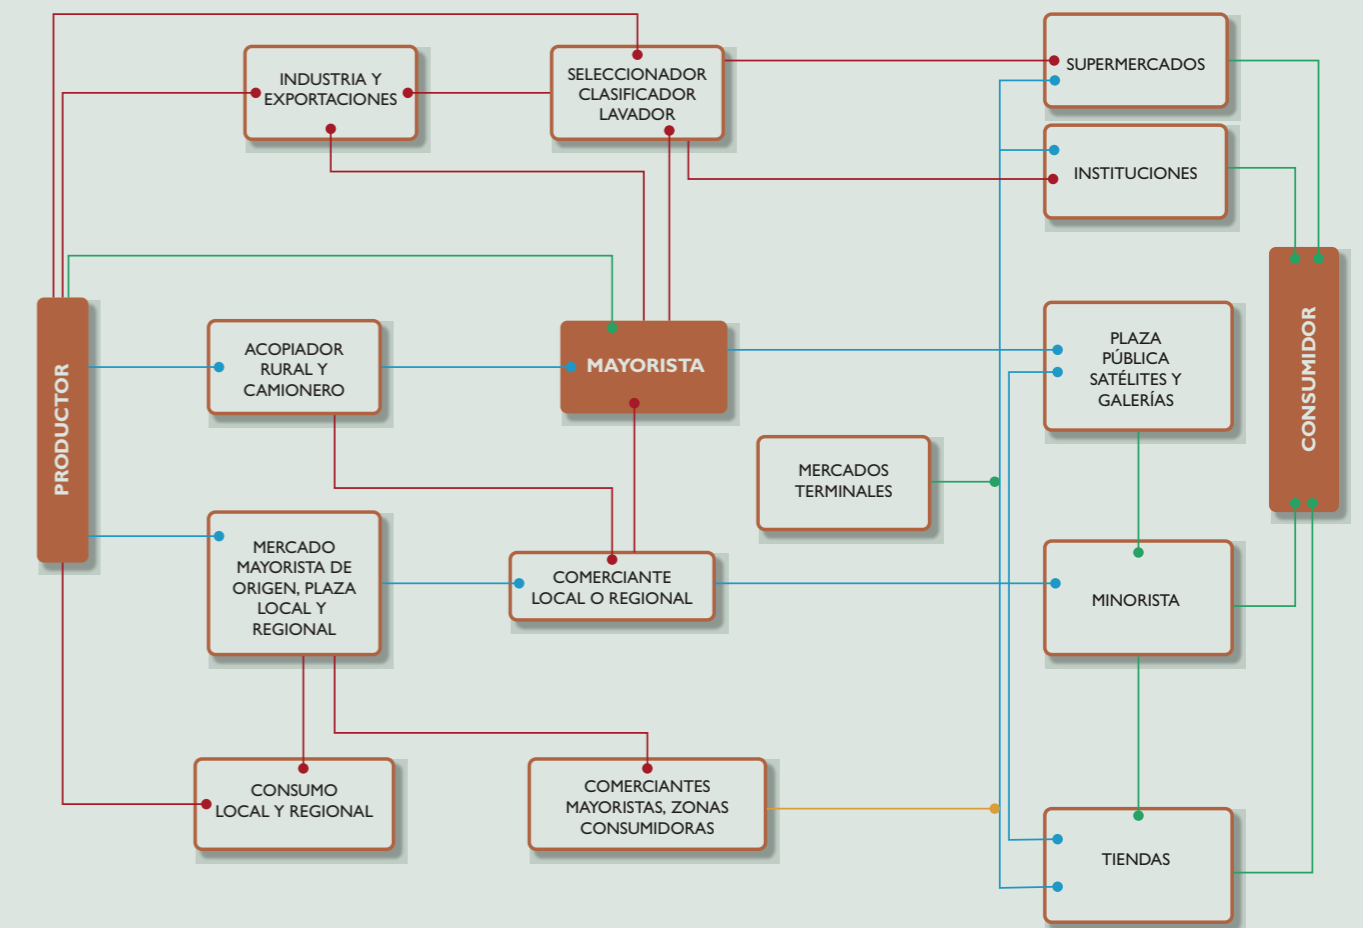 INDUSTRIA Y
EXPORTACIONES
SELECCIONADOR
CLASIFICADOR
LAVADOR
SUPERMERCADOS
INSTITUCIONES
PRODUCTOR
ACOPIADOR
RURAL Y
CAMIONERO
MAYORISTA
PLAZA
PÚBLICA
SATÉLITES Y
GALERÍAS
CONSUMIDOR
MERCADOS
TERMINALES
MERCADO
MAYORISTA DE
ORIGEN, PLAZA
LOCAL Y
REGIONAL
COMERCIANTE
LOCAL O REGIONAL
MINORISTA
CONSUMO
LOCAL Y REGIONAL
COMERCIANTES
MAYORISTAS, ZONAS
CONSUMIDORAS
TIENDAS